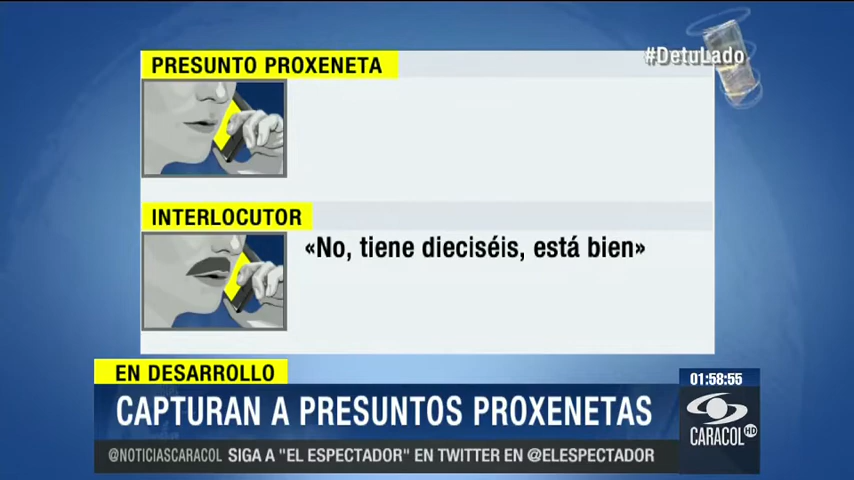 PRESUNTO PROXENETA
#DetuLado
INTERLOCUTOR
«No, tiene dieciséis, está bien»
EN DESARROLLO
CAPTURAN A PRESUNTOS PROXENETAS
01:58:55
CARACOL HD
@NOTICIASCARACOL SIGA A "EL ESPECTADOR" EN TWITTER EN @ELESPECTADOR